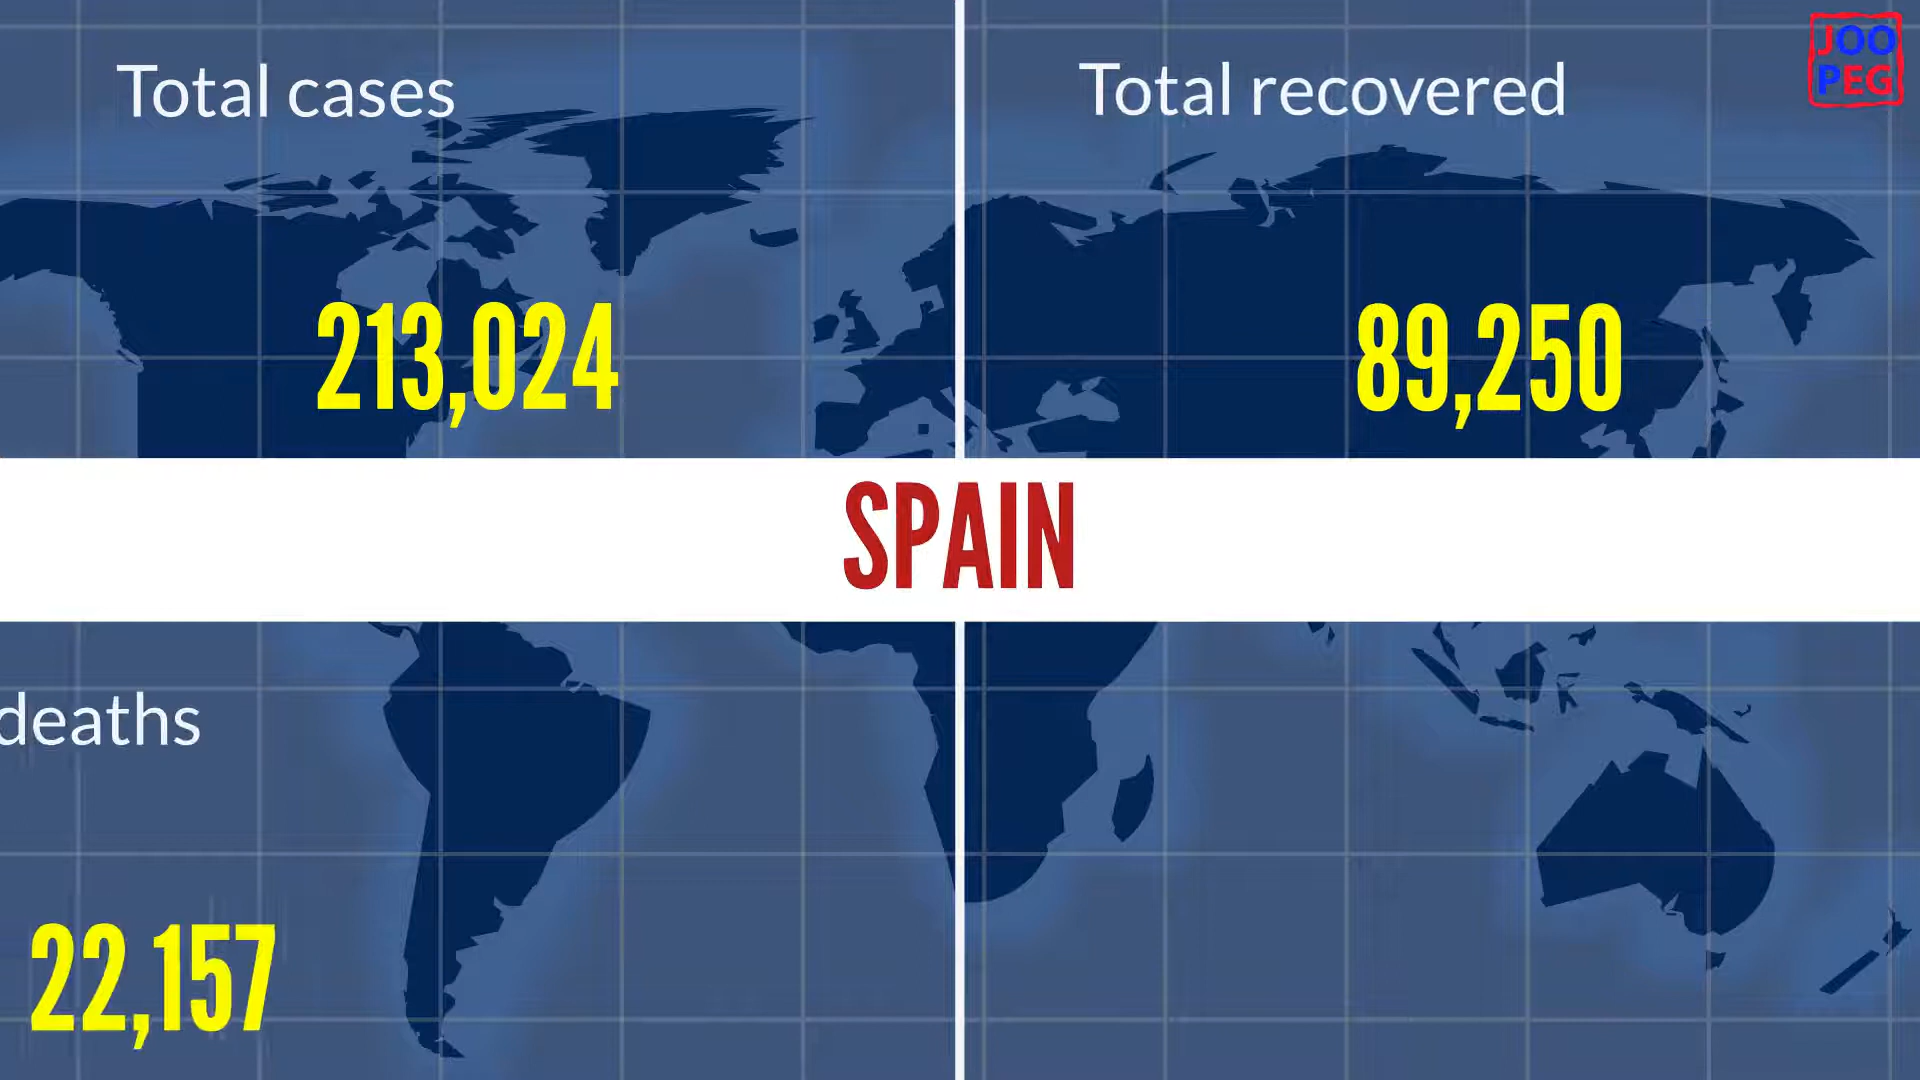 Total cases
Total recovered
JOO
PEG
213,024
89,250
SPAIN
deaths
22,157